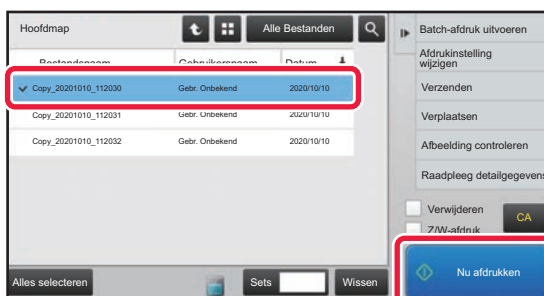 Hoofdmap
Alle Bestanden
Bestandsnaam Gebruikersnaam Datum
Copy_20201010_112030 Gebr. Onbekend 2020/10/10
Copy_20201010_112031 Gebr. Onbekend 2020/10/10
Copy_20201010_112032 Gebr. Onbekend 2020/10/10
Alles selecteren
Sets
Wissen
Batch-afdruk uitvoeren
Afdrukinstelling
wijzigen
Verzenden
Verplaatsen
Afbeelding controleren
Raadpleeg detailgegevens
Verwijderen
Z/W-afdruk
CA
Nu afdrukken